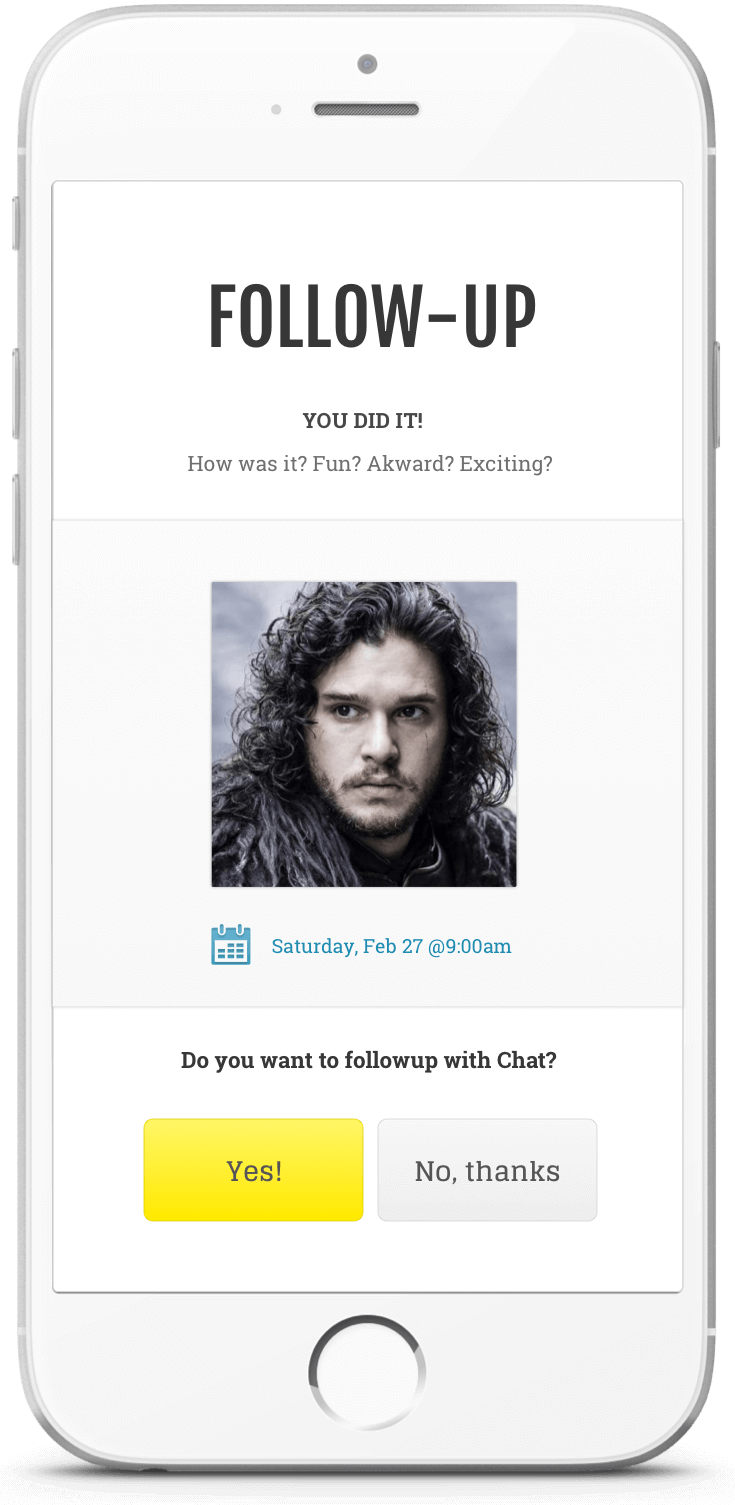 FOLLOW-UP
YOU DID IT!
How was it? Fun? Akward? Exciting?
Saturday, Feb 27 @9:00am
Do you want to followup with Chat?
Yes!
No, thanks